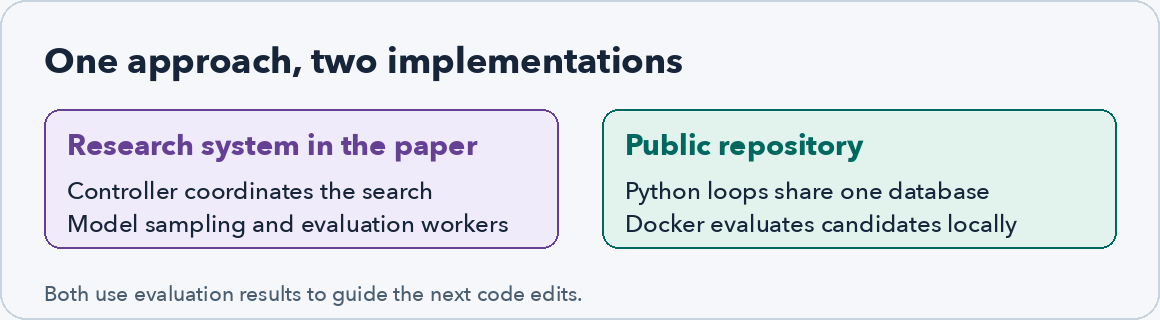 One approach, two implementations
Research system in the paper
Controller coordinates the search
Model sampling and evaluation workers
Public repository
Python loops share one database
Docker evaluates candidates locally
Both use evaluation results to guide the next code edits.